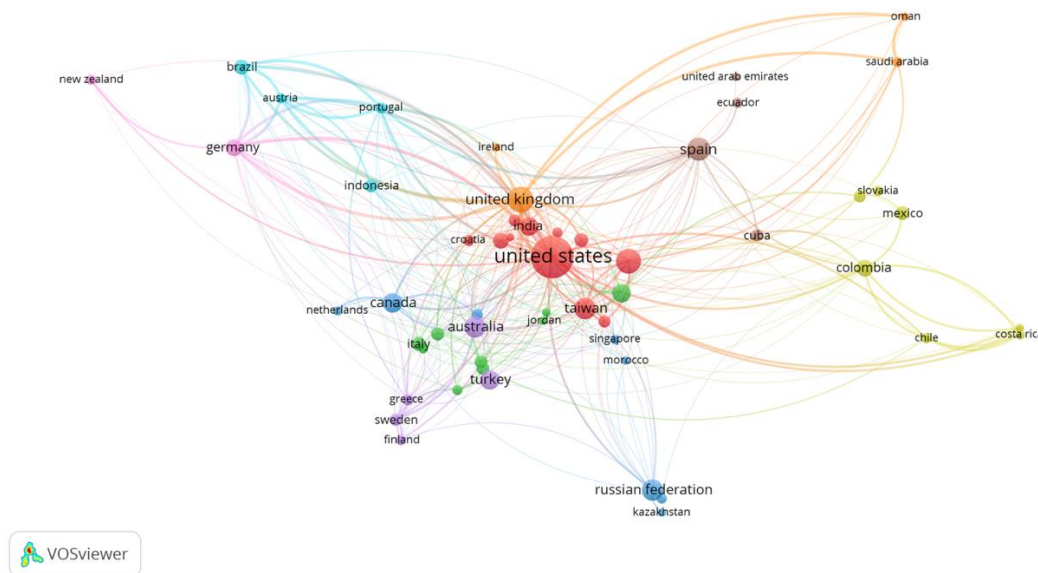 oman
saudi arabia
brazil
new zealand
united arab emirates
austria
ecuador
portugal
germany
ireland
spain
indonesia
slovakia
united kingdom
mexico
india
cuba
croatia
united states
colombia
canada
netherlands
taiwan
jordan
australia
costa rica
singapore
chile
italy
morocco
turkey
greece
sweden
finland
russian federation
kazakhstan
VOSviewer